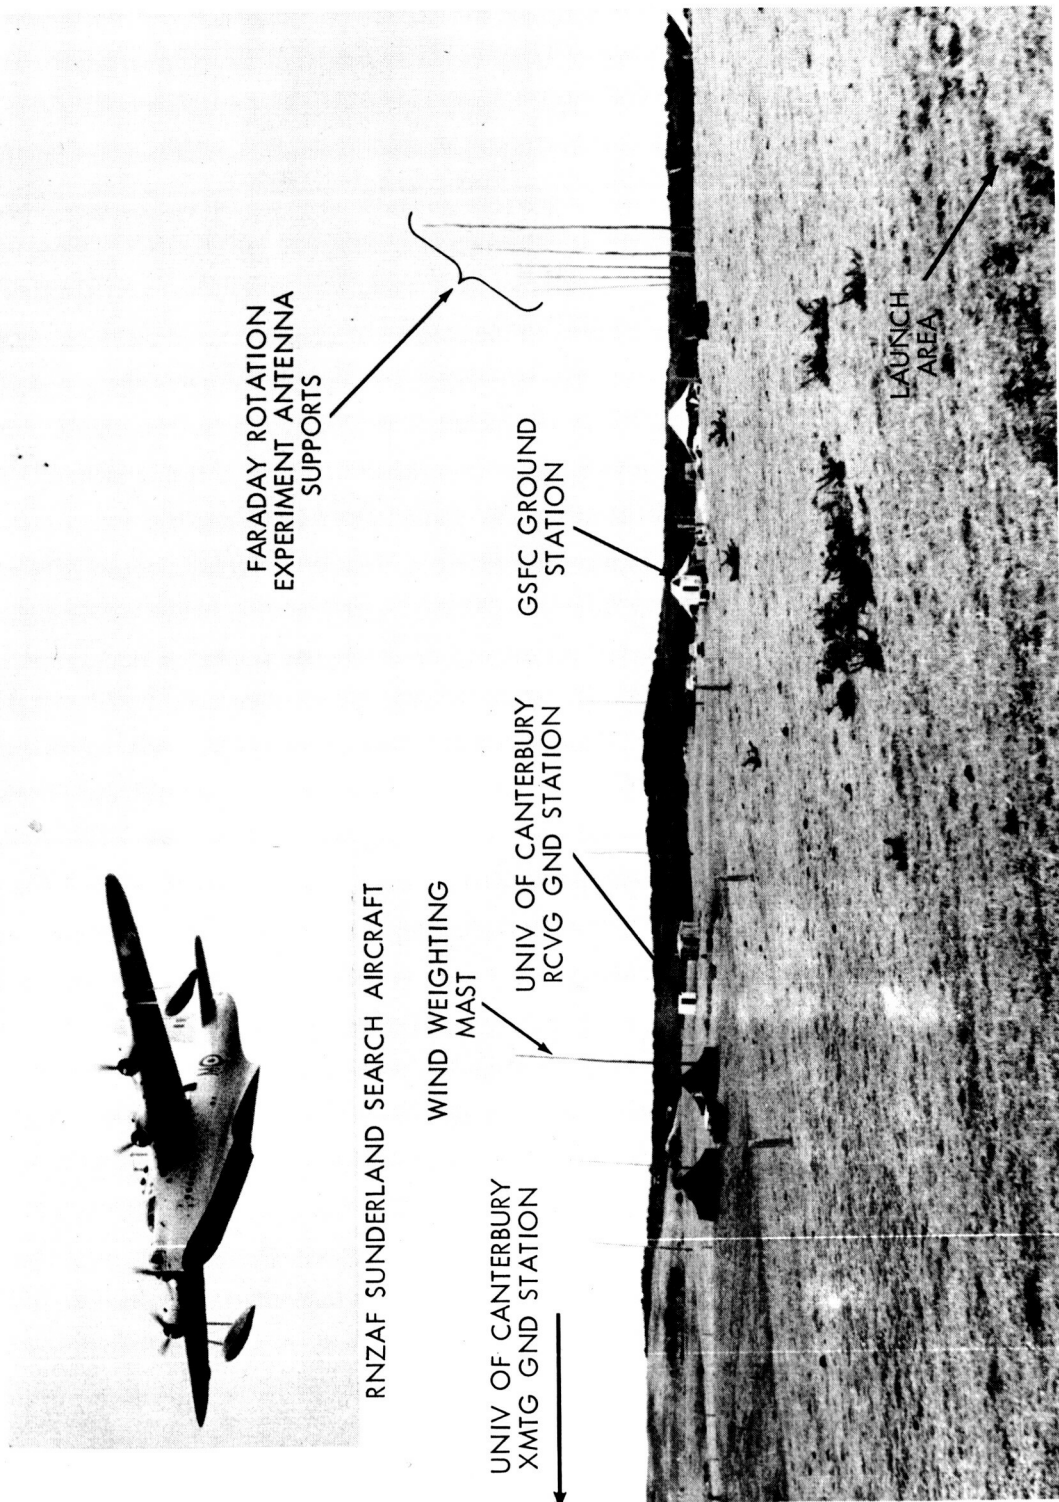 RNZAF SUNDERLAND SEARCH AIRCRAFT
FARADAY ROTATION
EXPERIMENT ANTENNA
SUPPORTS
WIND WEIGHTING
MAST
UNIV OF CANTERBURY
XMTG GND STATION
UNIV OF CANTERBURY
RCVG GND STATION
GSFC GROUND
STATION
LAUNCH
AREA